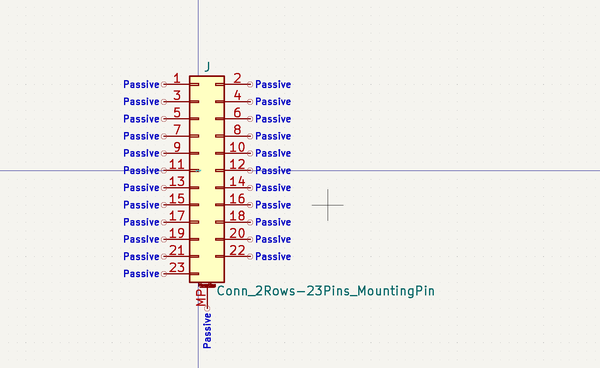 J
Passive 1 2 Passive
Passive 3 4 Passive
Passive 5 6 Passive
Passive 7 8 Passive
Passive 9 10 Passive
Passive 11 12 Passive
Passive 13 14 Passive
Passive 15 16 Passive
Passive 17 18 Passive
Passive 19 20 Passive
Passive 21 22 Passive
Passive 23
MP Conn_2Rows-23Pins_MountingPin
Passive